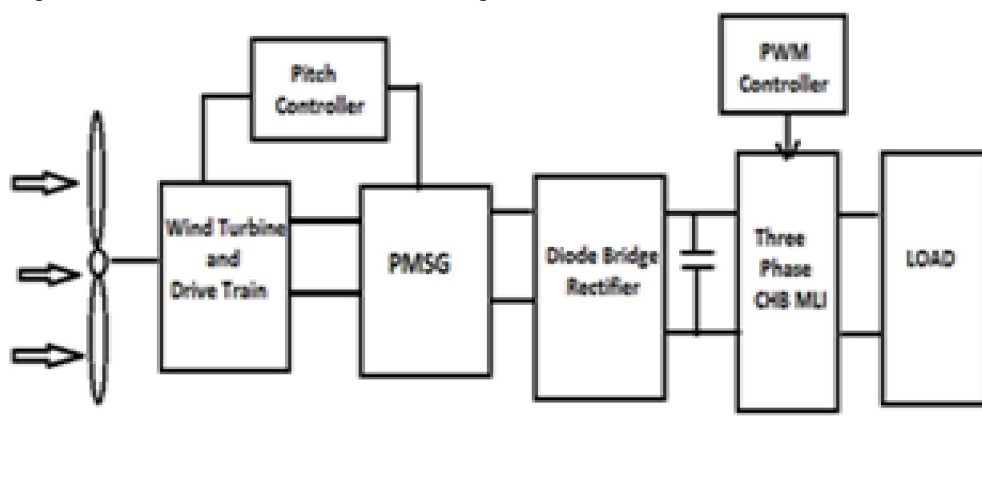 Pitch
Controller
PWM
Controller
Wind Turbine
and
Drive Train
PMSG
Diode Bridge
Rectifier
Three
Phase
CHB MLI
LOAD